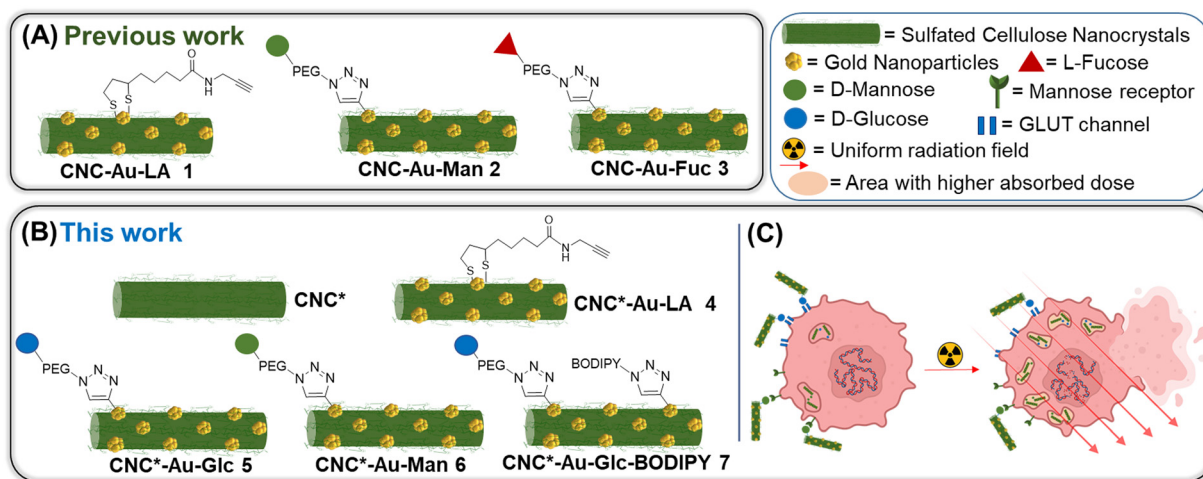 (A) Previous work
O
N
H
S
S
CNC-Au-LA 1
PEG
N
N
N
CNC-Au-Man 2
PEG
N
N
N
CNC-Au-Fuc 3
= Sulfated Cellulose Nanocrystals
= Gold Nanoparticles
= L-Fucose
= D-Mannose
= Mannose receptor
= D-Glucose
= GLUT channel
= Uniform radiation field
= Area with higher absorbed dose
(B) This work
CNC*
O
N
H
S
S
CNC*-Au-LA 4
PEG
N
N
N
CNC*-Au-Glc 5
PEG
N
N
N
CNC*-Au-Man 6
PEG
N
N
N
BODIPY
N
N
N
CNC*-Au-Glc-BODIPY 7
(C)